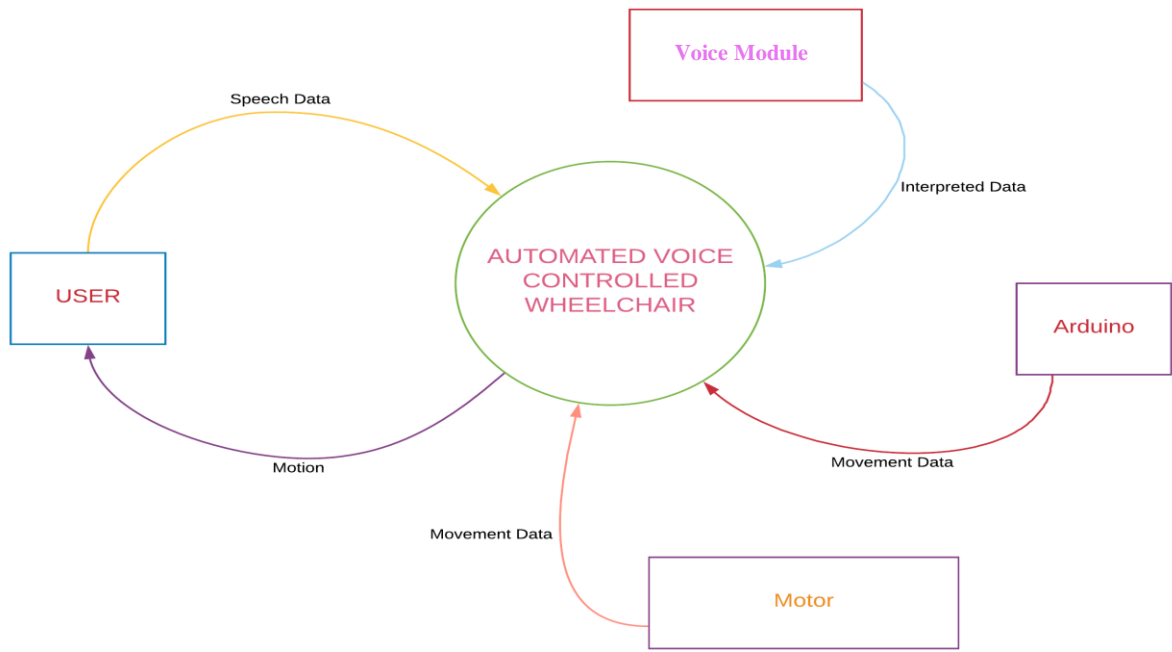 Voice Module
Speech Data
Interpreted Data
AUTOMATED VOICE
CONTROLLED
WHEELCHAIR
USER
Arduino
Motion
Movement Data
Movement Data
Motor